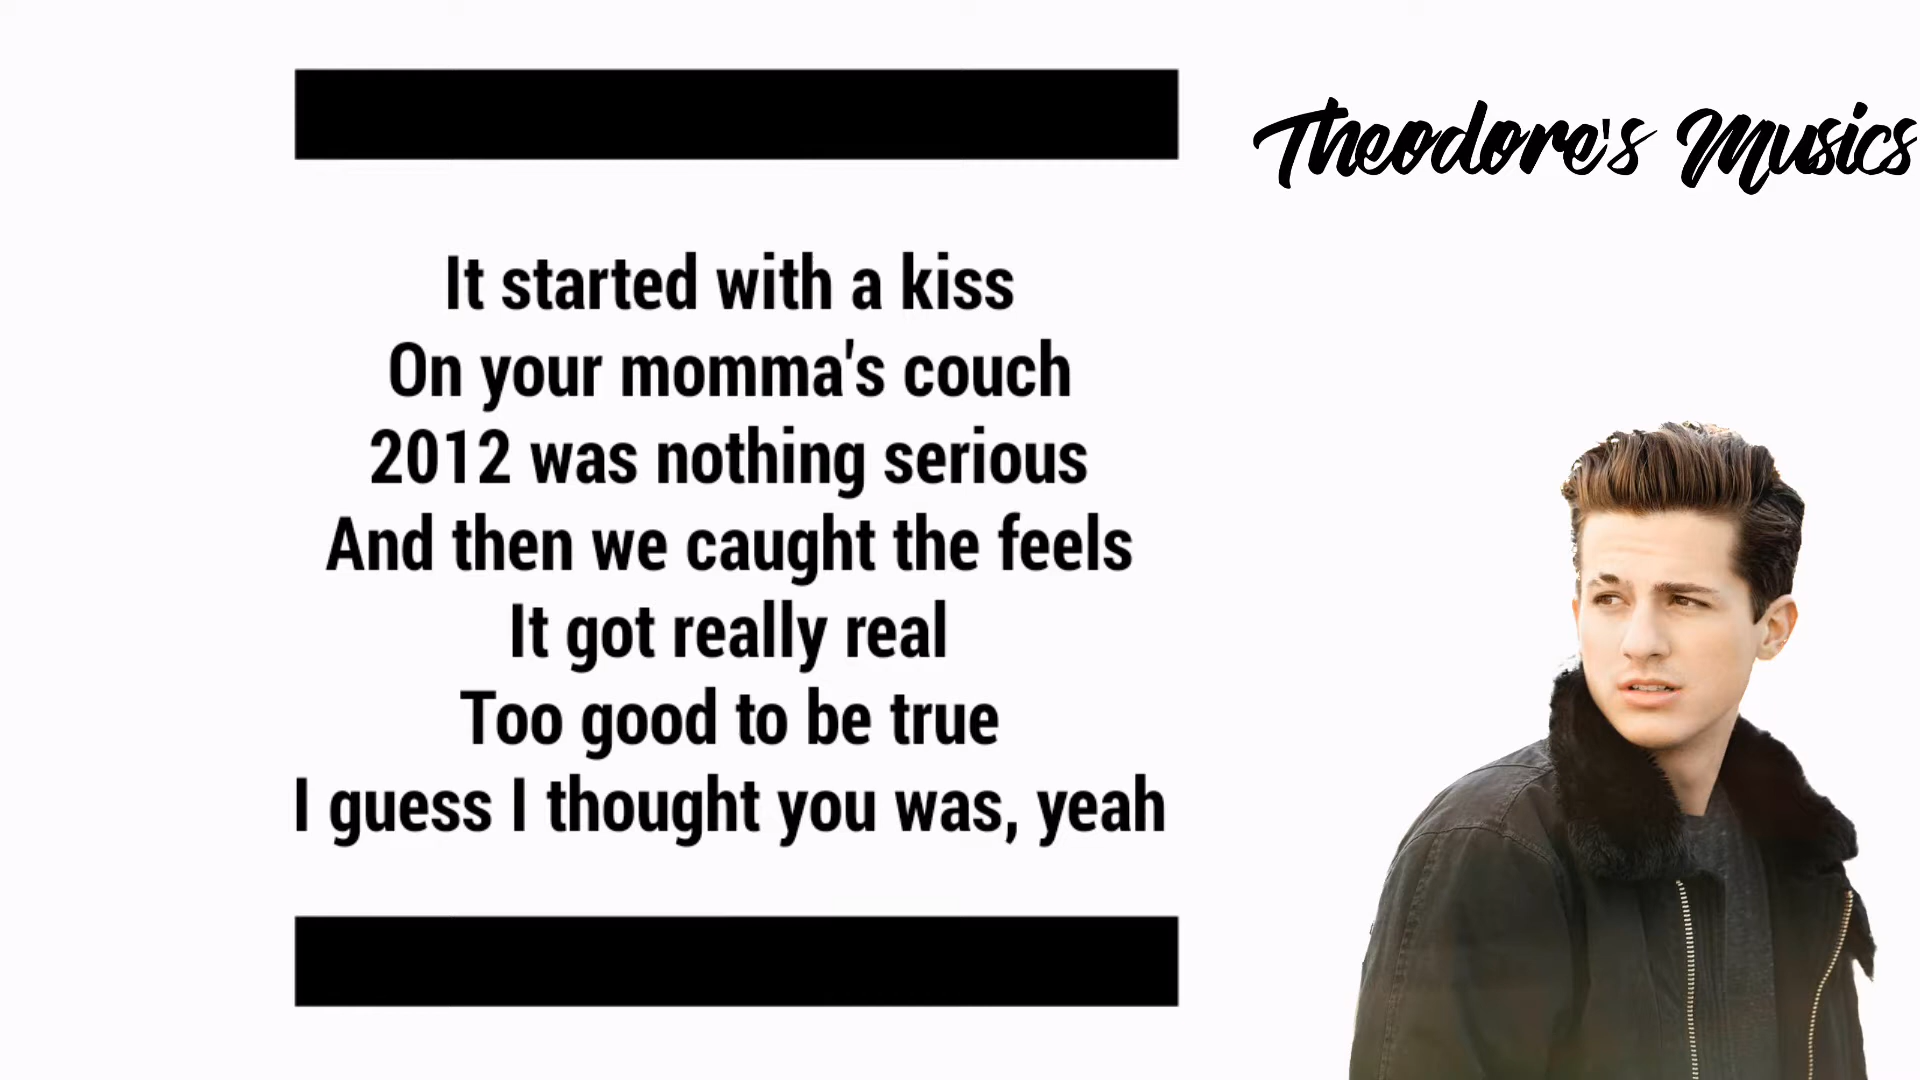 Theodore's Musics
It started with a kiss
On your momma's couch
2012 was nothing serious
And then we caught the feels
It got really real
Too good to be true
I guess I thought you was, yeah